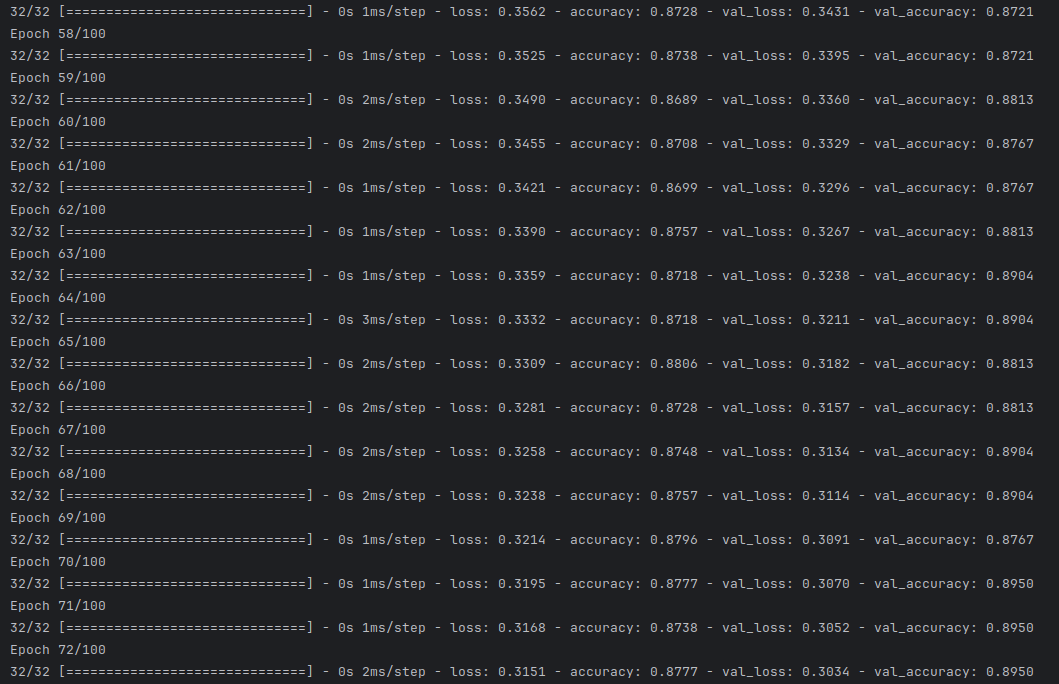 32/32 [==============================] - 0s 1ms/step - loss: 0.3562 - accuracy: 0.8728 - val_loss: 0.3431 - val_accuracy: 0.8721
Epoch 58/100
32/32 [==============================] - 0s 1ms/step - loss: 0.3525 - accuracy: 0.8738 - val_loss: 0.3395 - val_accuracy: 0.8721
Epoch 59/100
32/32 [==============================] - 0s 2ms/step - loss: 0.3490 - accuracy: 0.8689 - val_loss: 0.3360 - val_accuracy: 0.8813
Epoch 60/100
32/32 [==============================] - 0s 2ms/step - loss: 0.3455 - accuracy: 0.8708 - val_loss: 0.3329 - val_accuracy: 0.8767
Epoch 61/100
32/32 [==============================] - 0s 1ms/step - loss: 0.3421 - accuracy: 0.8699 - val_loss: 0.3296 - val_accuracy: 0.8767
Epoch 62/100
32/32 [==============================] - 0s 1ms/step - loss: 0.3390 - accuracy: 0.8757 - val_loss: 0.3267 - val_accuracy: 0.8813
Epoch 63/100
32/32 [==============================] - 0s 1ms/step - loss: 0.3359 - accuracy: 0.8718 - val_loss: 0.3238 - val_accuracy: 0.8904
Epoch 64/100
32/32 [==============================] - 0s 3ms/step - loss: 0.3332 - accuracy: 0.8718 - val_loss: 0.3211 - val_accuracy: 0.8904
Epoch 65/100
32/32 [==============================] - 0s 2ms/step - loss: 0.3309 - accuracy: 0.8806 - val_loss: 0.3182 - val_accuracy: 0.8813
Epoch 66/100
32/32 [==============================] - 0s 2ms/step - loss: 0.3281 - accuracy: 0.8728 - val_loss: 0.3157 - val_accuracy: 0.8813
Epoch 67/100
32/32 [==============================] - 0s 2ms/step - loss: 0.3258 - accuracy: 0.8748 - val_loss: 0.3134 - val_accuracy: 0.8904
Epoch 68/100
32/32 [==============================] - 0s 2ms/step - loss: 0.3238 - accuracy: 0.8757 - val_loss: 0.3114 - val_accuracy: 0.8904
Epoch 69/100
32/32 [==============================] - 0s 1ms/step - loss: 0.3214 - accuracy: 0.8796 - val_loss: 0.3091 - val_accuracy: 0.8767
Epoch 70/100
32/32 [==============================] - 0s 1ms/step - loss: 0.3195 - accuracy: 0.8777 - val_loss: 0.3070 - val_accuracy: 0.8950
Epoch 71/100
32/32 [==============================] - 0s 1ms/step - loss: 0.3168 - accuracy: 0.8738 - val_loss: 0.3052 - val_accuracy: 0.8950
Epoch 72/100
32/32 [==============================] - 0s 2ms/step - loss: 0.3151 - accuracy: 0.8777 - val_loss: 0.3034 - val_accuracy: 0.8950